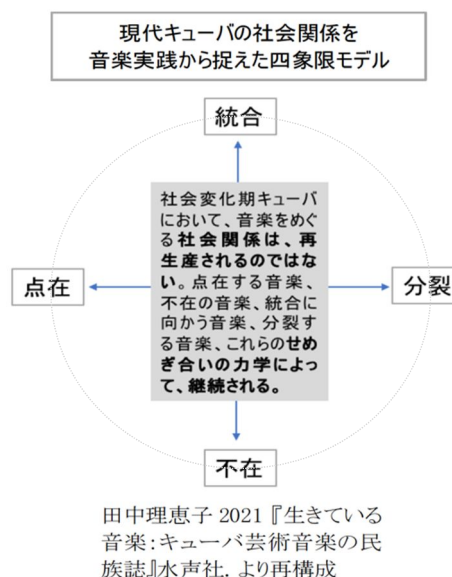 現代キューバの社会関係を
音楽実践から捉えた四象限モデル
統合
社会変化期キューバ
において、音楽をめぐ
る社会関係は、再
生産されるのではな
い。点在する音楽、
不在の音楽、統合に
向かう音楽、分裂す
る音楽、これらのせめ
ぎ合いの力学によっ
て、継続される。
点在
分裂
不在
田中理恵子 2021『生きている
音楽：キューバ芸術音楽の民
族誌』水声社. より再構成